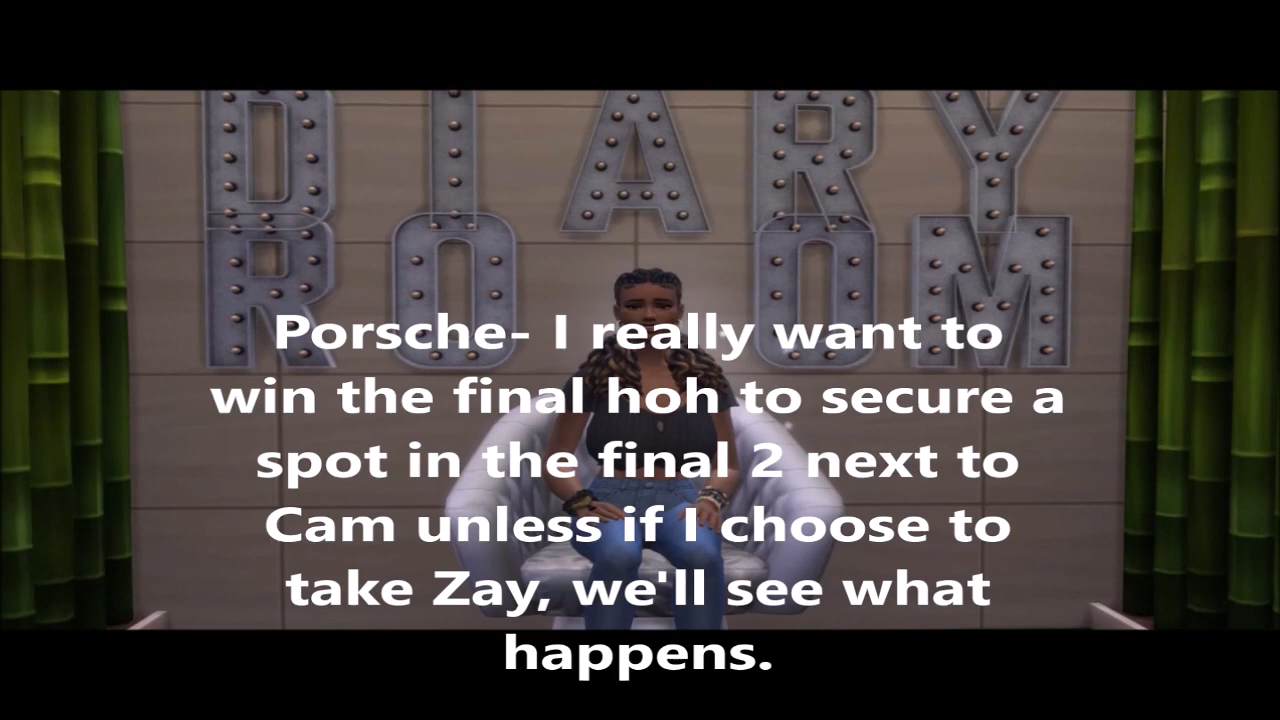 DIARY
ROOM
Porsche- I really want to
win the final hoh to secure a
spot in the final 2 next to
Cam unless if I choose to
take Zay, we'll see what
happens.